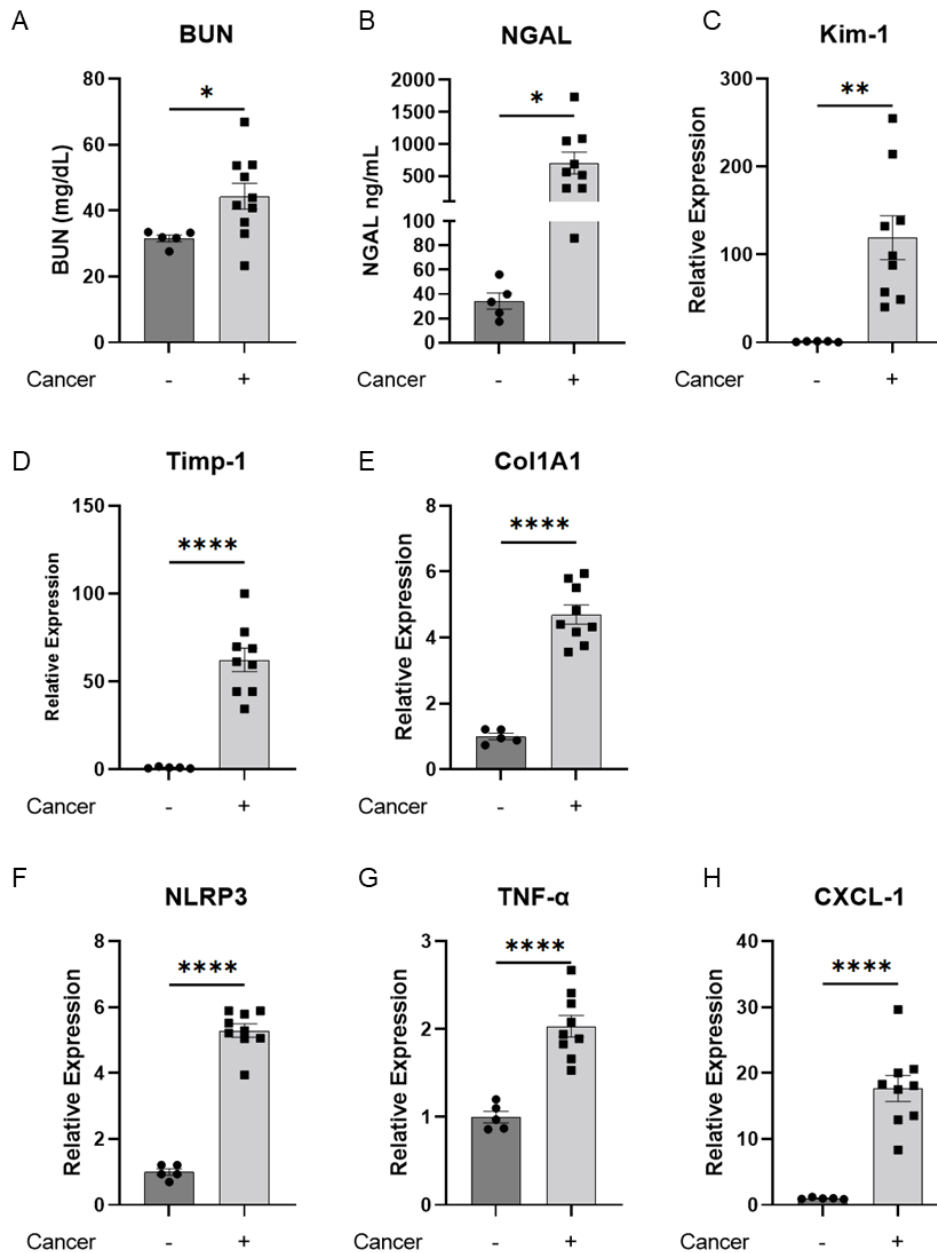 A
BUN
BUN (mg/dL)
80
60
40
20
0
*
Cancer - +
B
NGAL
NGAL ng/mL
2000
1500
1000
500
100
80
60
40
20
0
*
- +
C
Kim-1
Relative Expression
300
200
100
0
**
Cancer - +
D
Timp-1
Relative Expression
150
100
50
0
****
Cancer - +
E
Col1A1
Relative Expression
8
6
4
2
0
****
Cancer - +
F
NLRP3
Relative Expression
8
6
4
2
0
****
Cancer - +
G
TNF-α
Relative Expression
3
2
1
0
****
Cancer - +
H
CXCL-1
Relative Expression
40
30
20
10
0
****
Cancer - +